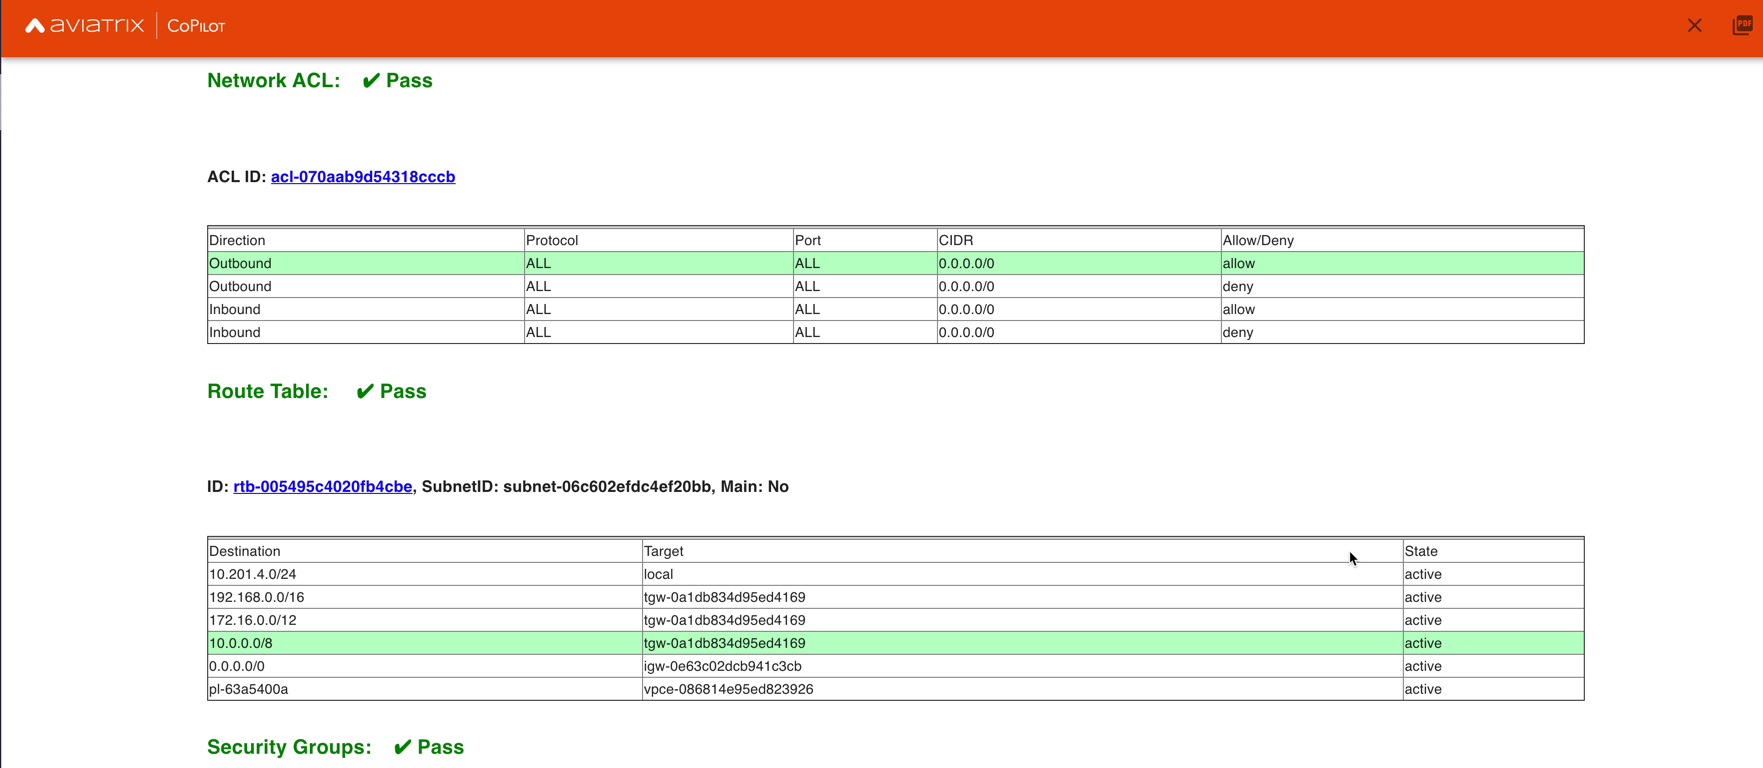 aviatrix CoPilot PDF
Network ACL: ✔ Pass
ACL ID: acl-070aab9d54318cccb
Direction Protocol Port CIDR Allow/Deny
Outbound ALL ALL 0.0.0.0/0 allow
Outbound ALL ALL 0.0.0.0/0 deny
Inbound ALL ALL 0.0.0.0/0 allow
Inbound ALL ALL 0.0.0.0/0 deny
Route Table: ✔ Pass
ID: rtb-005495c4020fb4cbe, SubnetID: subnet-06c602efdc4ef20bb, Main: No
Destination Target State
10.201.4.0/24 local active
192.168.0.0/16 tgw-0a1db834d95ed4169 active
172.16.0.0/12 tgw-0a1db834d95ed4169 active
10.0.0.0/8 tgw-0a1db834d95ed4169 active
0.0.0.0/0 igw-0e63c02dcb941c3cb active
pl-63a5400a vpce-086814e95ed823926 active
Security Groups: ✔ Pass